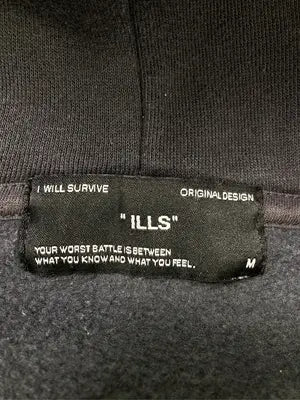 I WILL SURVIVE ORIGINAL DESIGN
"ILLS"
YOUR WORST BATTLE IS BETWEEN
WHAT YOU KNOW AND WHAT YOU FEEL.
M